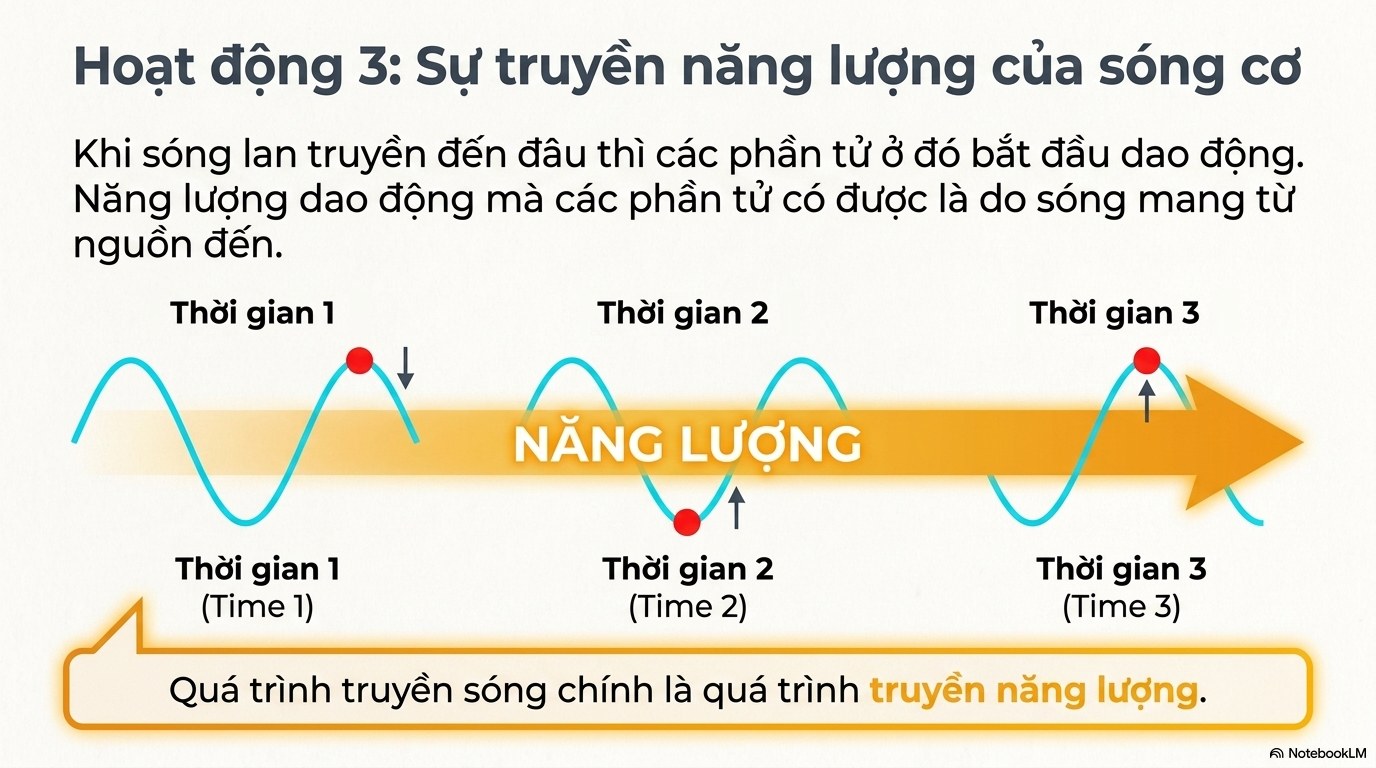 Hoạt động 3: Sự truyền năng lượng của sóng cơ
Khi sóng lan truyền đến đâu thì các phần tử ở đó bắt đầu dao động.
Năng lượng dao động mà các phần tử có được là do sóng mang từ
nguồn đến.
Thời gian 1
Thời gian 2
Thời gian 3
NĂNG LƯỢNG
Thời gian 1
(Time 1)
Thời gian 2
(Time 2)
Thời gian 3
(Time 3)
Quá trình truyền sóng chính là quá trình truyền năng lượng.
NotebookLM